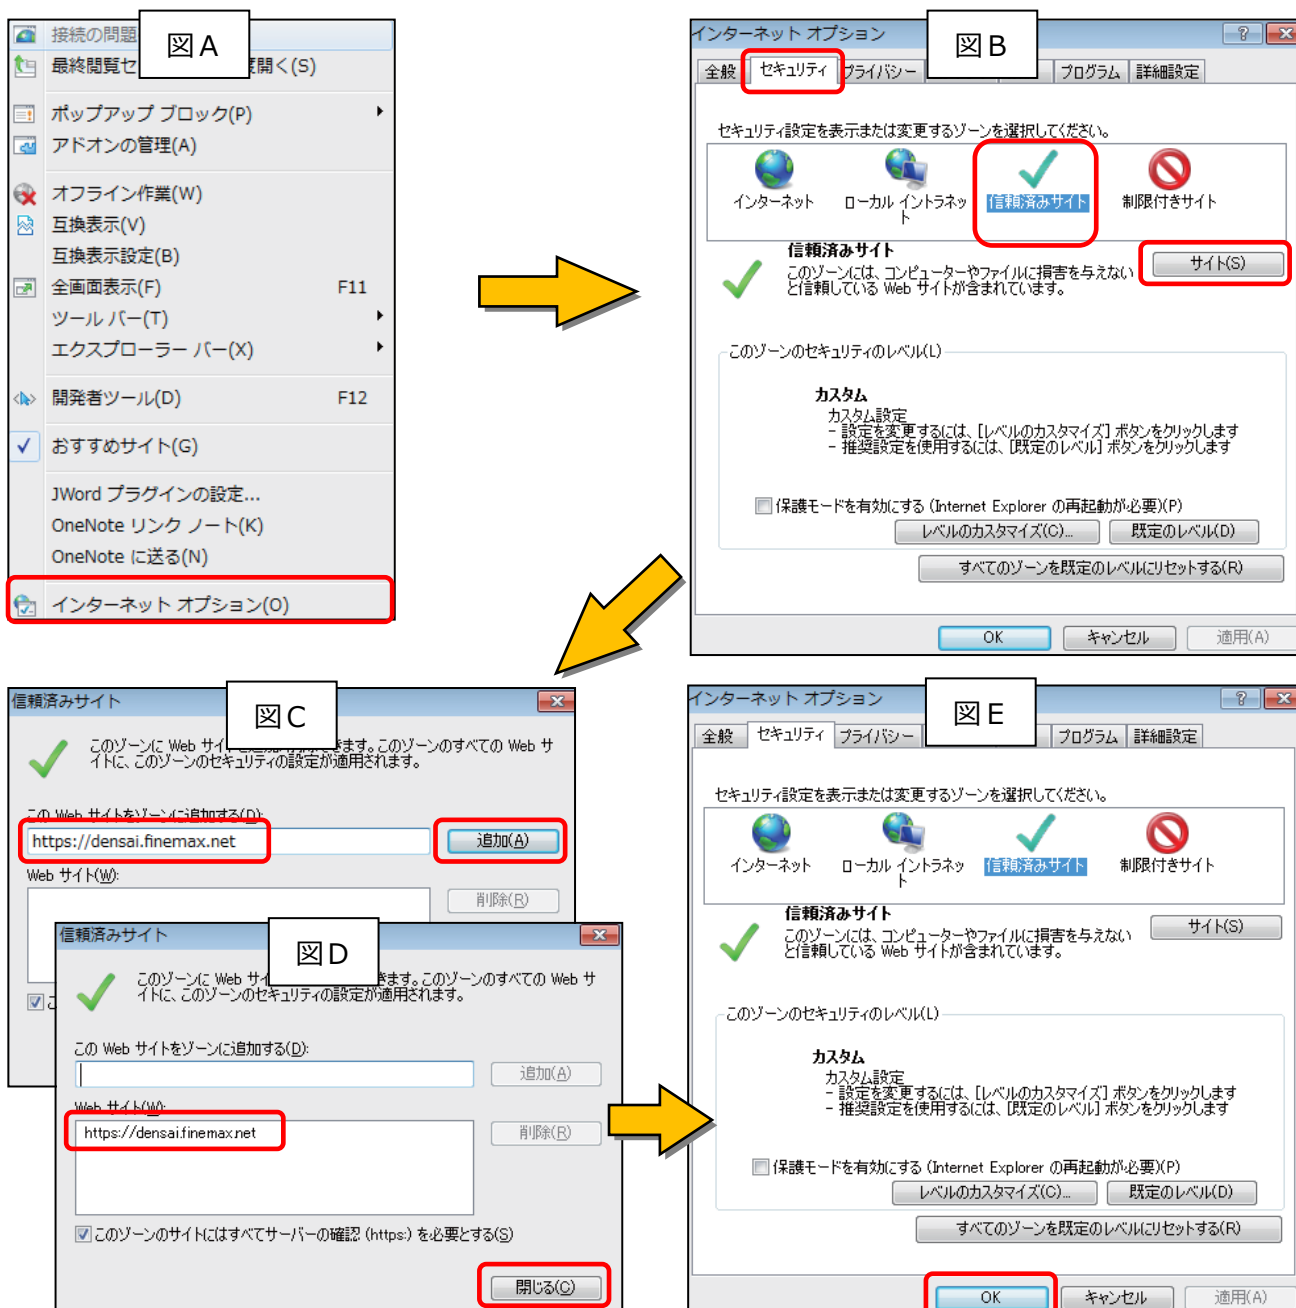 図A
接続の問題
最終閲覧セ 開く(S)
ポップアップ ブロック(P)
アドオンの管理(A)
オフライン作業(W)
互換表示(V)
互換表示設定(B)
全画面表示(F) F11
ツール バー(T)
エクスプローラー バー(X)
開発者ツール(D) F12
おすすめサイト(G)
JWord プラグインの設定...
OneNote リンク ノート(K)
OneNote に送る(N)
インターネット オプション(O)
インターネット オプション
図B
全般 セキュリティ プライバシー プログラム 詳細設定
セキュリティ設定を表示または変更するゾーンを選択してください。
インターネット ローカル イントラネッ 信頼済みサイト 制限付きサイト
ト
信頼済みサイト
このゾーンには、コンピューターやファイルに損害を与えない
と信頼している Web サイトが含まれています。
サイト(S)
このゾーンのセキュリティのレベル(L)
カスタム
カスタム設定
- 設定を変更するには、[レベルのカスタマイズ] ボタンをクリックします
- 推奨設定を使用するには、[既定のレベル] ボタンをクリックします
保護モードを有効にする (Internet Explorer の再起動が必要)(P)
レベルのカスタマイズ(C)... 既定のレベル(D)
すべてのゾーンを既定のレベルにリセットする(R)
OK キャンセル 適用(A)
信頼済みサイト
図C
このゾーンに Web サイ きます。このゾーンのすべての Web サ
イトに、このゾーンのセキュリティの設定が適用されます。
この Web サイトをゾーンに追加する(D):
https://densai.finemax.net 追加(A)
Web サイト(W):
削除(R)
こ
信頼済みサイト
図D
このゾーンに Web サイ きます。このゾーンのすべての Web サ
イトに、このゾーンのセキュリティの設定が適用されます。
この Web サイトをゾーンに追加する(D):
追加(A)
Web サイト(W):
https://densai.finemax.net 削除(R)
このゾーンのサイトにはすべてサーバーの確認 (https:) を必要とする(S)
閉じる(C)
インターネット オプション
図E
全般 セキュリティ プライバシー プログラム 詳細設定
セキュリティ設定を表示または変更するゾーンを選択してください。
インターネット ローカル イントラネッ 信頼済みサイト 制限付きサイト
ト
信頼済みサイト
このゾーンには、コンピューターやファイルに損害を与えない
と信頼している Web サイトが含まれています。
サイト(S)
このゾーンのセキュリティのレベル(L)
カスタム
カスタム設定
- 設定を変更するには、[レベルのカスタマイズ] ボタンをクリックします
- 推奨設定を使用するには、[既定のレベル] ボタンをクリックします
保護モードを有効にする (Internet Explorer の再起動が必要)(P)
レベルのカスタマイズ(C)... 既定のレベル(D)
すべてのゾーンを既定のレベルにリセットする(R)
OK キャンセル 適用(A)